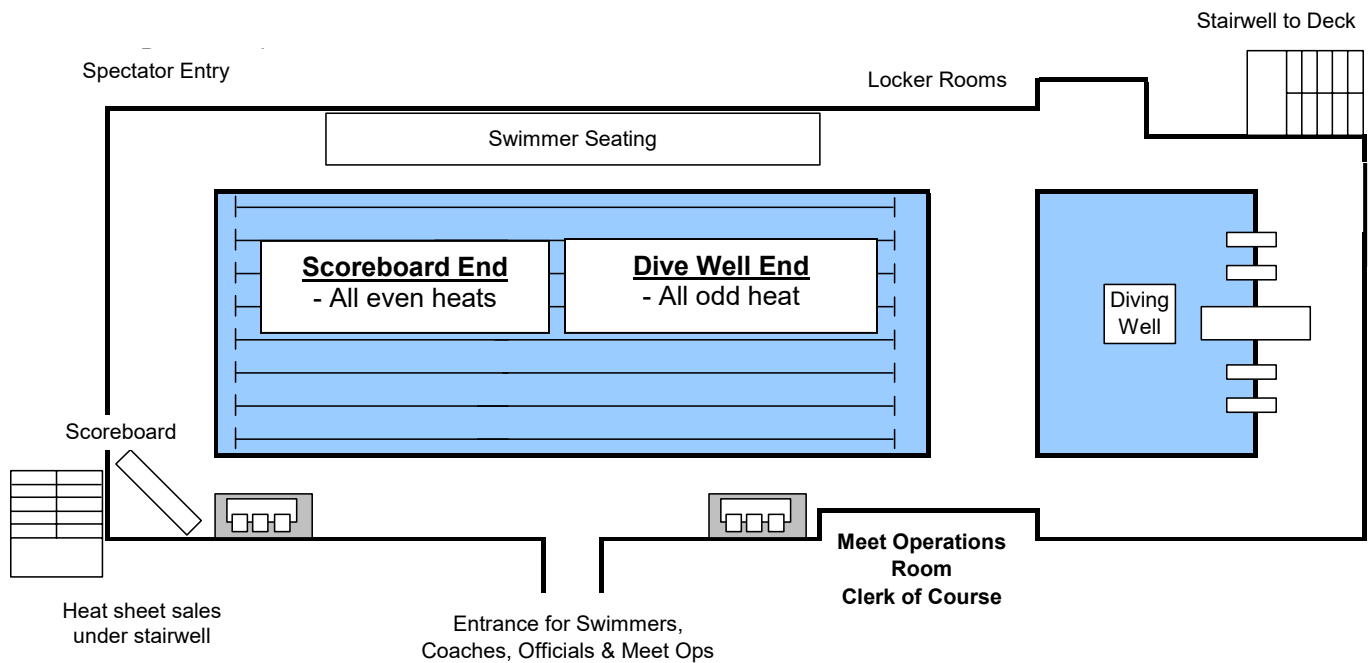 Stairwell to Deck
Spectator Entry
Locker Rooms
Swimmer Seating
Scoreboard End
- All even heats
Dive Well End
- All odd heat
Diving
Well
Scoreboard
Meet Operations
Room
Clerk of Course
Heat sheet sales
under stairwell
Entrance for Swimmers,
Coaches, Officials & Meet Ops